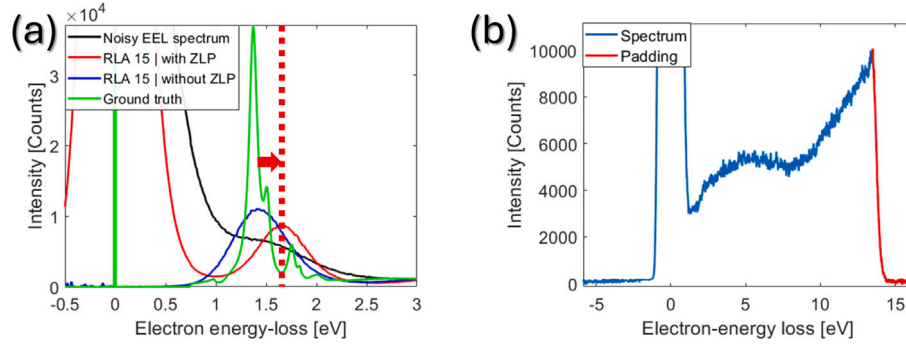 (a)
×10⁴
Noisy EEL spectrum
RLA 15 | with ZLP
RLA 15 | without ZLP
Ground truth
Intensity [Counts]
3
2
1
0
-0.5
0
0.5
1
1.5
2
2.5
3
Electron energy-loss [eV]
(b)
Spectrum
Padding
Intensity [Counts]
10000
8000
6000
4000
2000
0
-5
0
5
10
15
Electron-energy loss [eV]